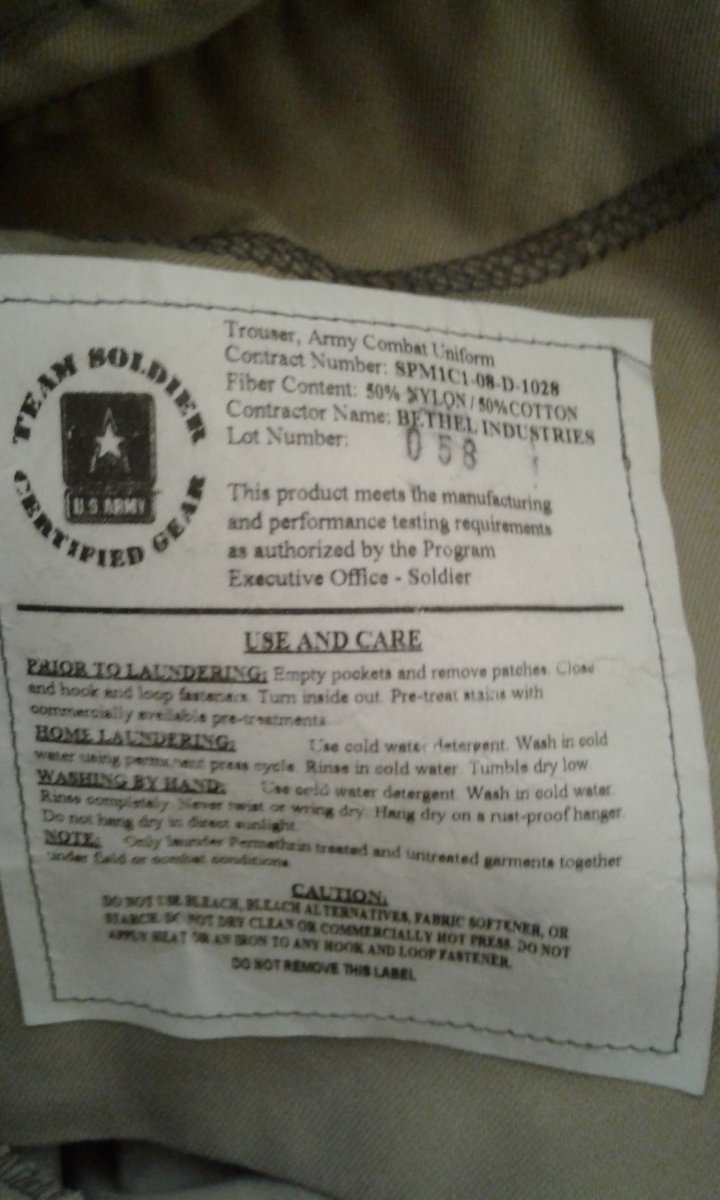 TEAM SOLDIER
U.S ARMY
CERTIFIED GEAR
Trouser, Army Combat Uniform
Contract Number: SPM1C1-08-D-1028
Fiber Content: 50% NYLON / 50% COTTON
Contractor Name: BETHEL INDUSTRIES
Lot Number: 058
This product meets the manufacturing
and performance testing requirements
as authorized by the Program
Executive Office - Soldier
USE AND CARE
PRIOR TO LAUNDERING: Empty pockets and remove patches. Close
and hook and loop fasteners. Turn inside out. Pre-treat stains with
commercially available pre-treatments
HOME LAUNDERING: Use cold water detergent. Wash in cold
water using permanent press cycle. Rinse in cold water. Tumble dry low.
WASHING BY HAND: Use cold water detergent. Wash in cold water.
Rinse completely. Never twist or wring dry. Hang dry on a rust-proof hanger.
Do not hang dry in direct sunlight.
NOTE: Only launder Permethrin treated and untreated garments together
under field or combat conditions.
CAUTION:
DO NOT USE BLEACH, BLEACH ALTERNATIVES, FABRIC SOFTENER, OR
STARCH. DO NOT DRY CLEAN OR COMMERCIALLY HOT PRESS. DO NOT
APPLY HEAT OR AN IRON TO ANY HOOK AND LOOP FASTENER.
DO NOT REMOVE THIS LABEL